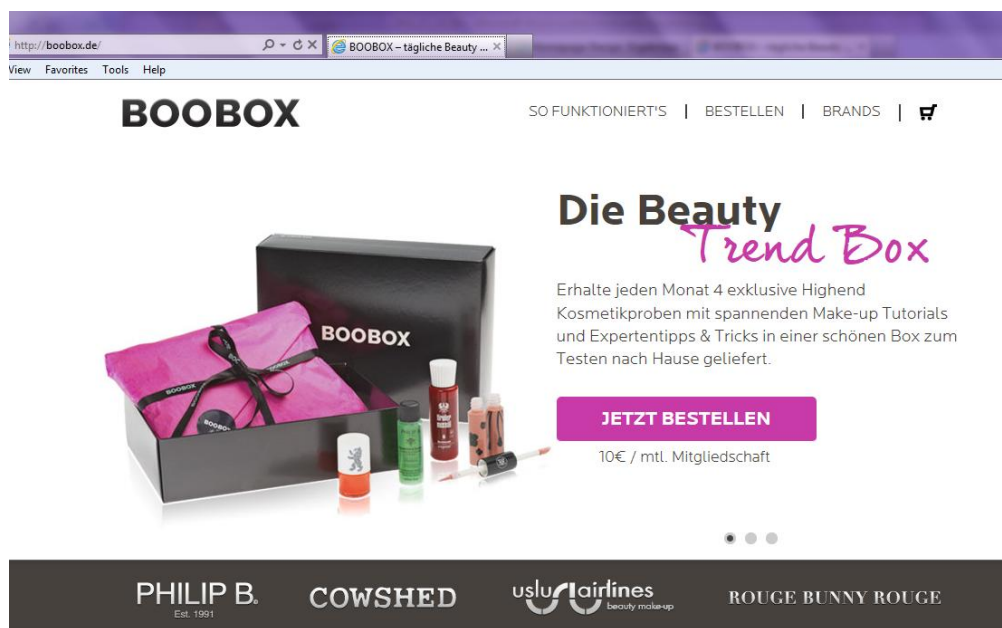 http://boobox.de/
BOOBOX – tägliche Beauty ...
View Favorites Tools Help
BOOBOX
SO FUNKTIONIERT'S | BESTELLEN | BRANDS |
Die Beauty
Trend Box
Erhalte jeden Monat 4 exklusive Highend
Kosmetikproben mit spannenden Make-up Tutorials
und Expertentipps & Tricks in einer schönen Box zum
Testen nach Hause geliefert.
JETZT BESTELLEN
10€ / mtl. Mitgliedschaft
BOOBOX
BOOBOX
BOOBOX
PHILIP B.
Est. 1991
COWSHED
uslu airlines
beauty make-up
ROUGE BUNNY ROUGE